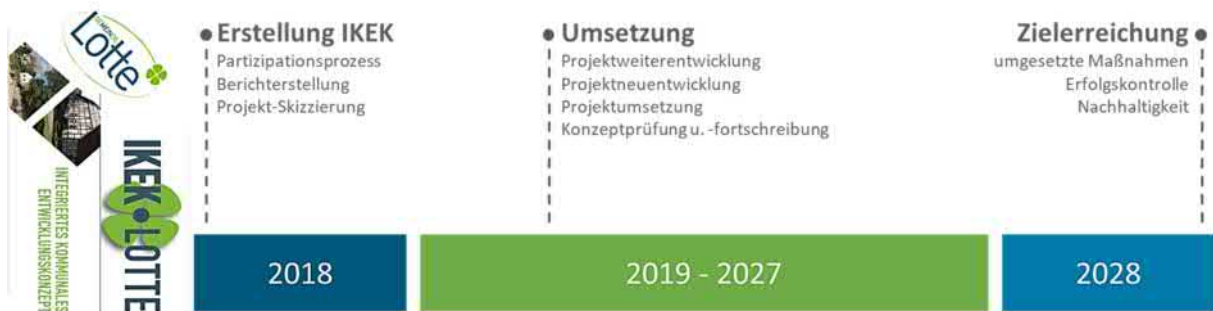 GEMEINDE
Lotte
IKEK LOTTE
INTEGRIERTES KOMMUNALES
ENTWICKLUNGSKONZEPT
Erstellung IKEK
Partizipationsprozess
Berichterstellung
Projekt-Skizzierung
Umsetzung
Projektweiterentwicklung
Projektneuentwicklung
Projektumsetzung
Konzeptprüfung u. -fortschreibung
Zielerreichung
umgesetzte Maßnahmen
Erfolgskontrolle
Nachhaltigkeit
2018
2019 - 2027
2028